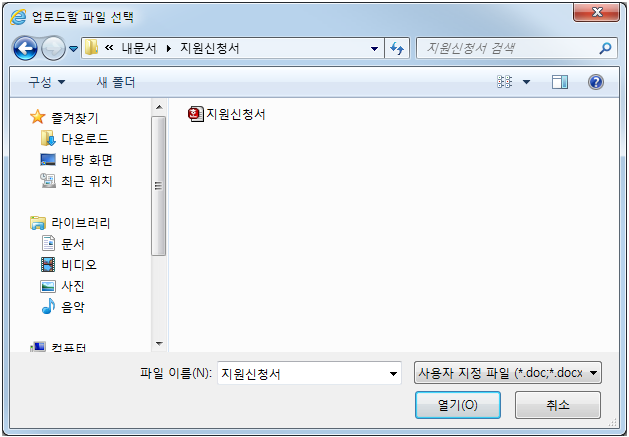 업로드할 파일 선택
« 내문서 ▸ 지원신청서
지원신청서 검색
구성 새 폴더
즐겨찾기
다운로드
바탕 화면
최근 위치
라이브러리
문서
비디오
사진
음악
컴퓨터
지원신청서
파일 이름(N): 지원신청서
사용자 지정 파일 (*.doc;*.docx
열기(O) 취소